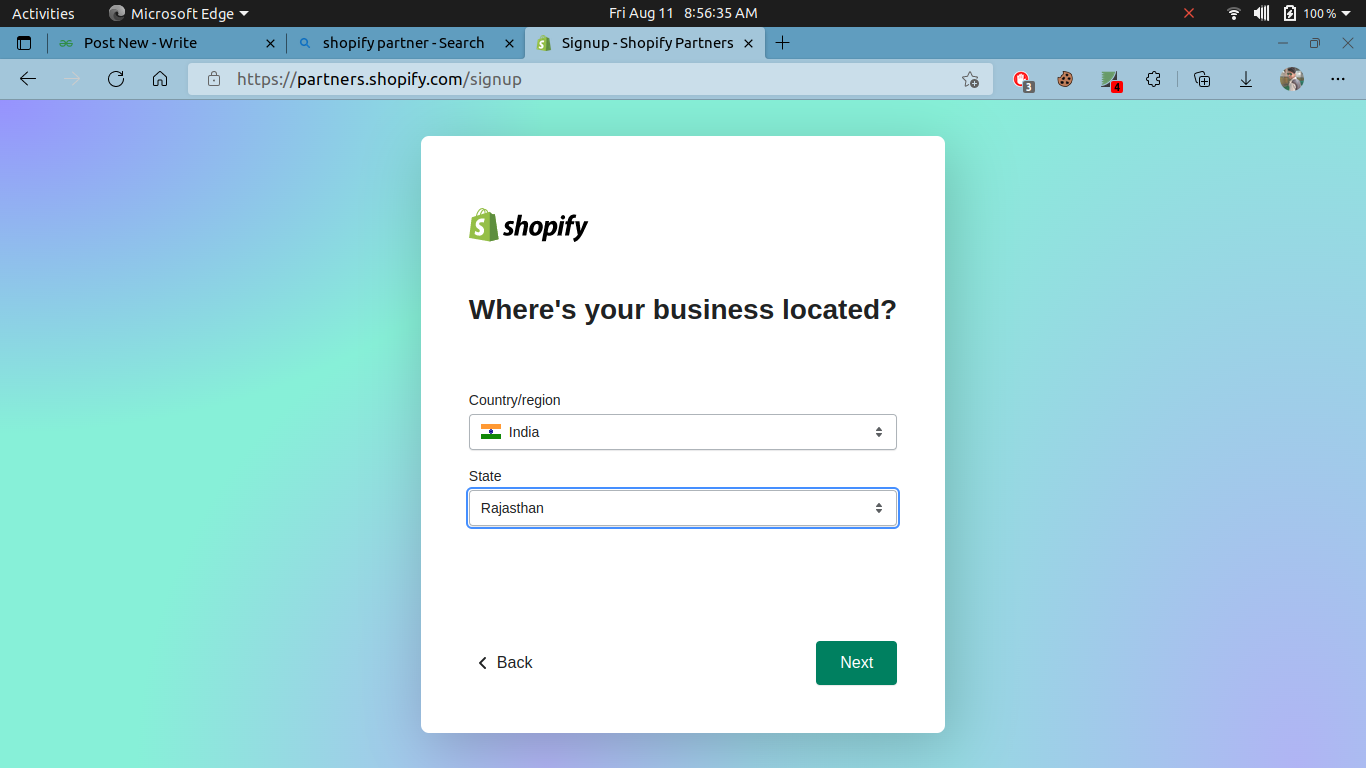 Activities Microsoft Edge Fri Aug 11 8:56:35 AM 100 %
Post New - Write shopify partner - Search Signup - Shopify Partners
https://partners.shopify.com/signup 3 4
shopify
Where's your business located?
Country/region
India
State
Rajasthan
Back Next